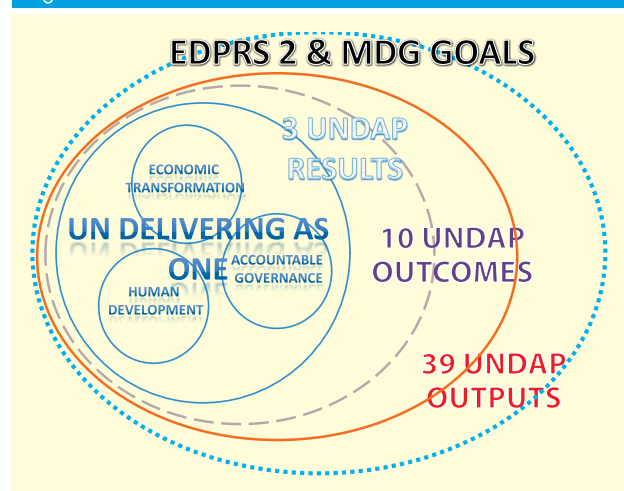 EDPRS 2 & MDG GOALS
3 UNDAP
RESULTS
ECONOMIC
TRANSFORMATION
UN DELIVERING AS
ONE
ACCOUNTABLE
GOVERNANCE
HUMAN
DEVELOPMENT
10 UNDAP
OUTCOMES
39 UNDAP
OUTPUTS